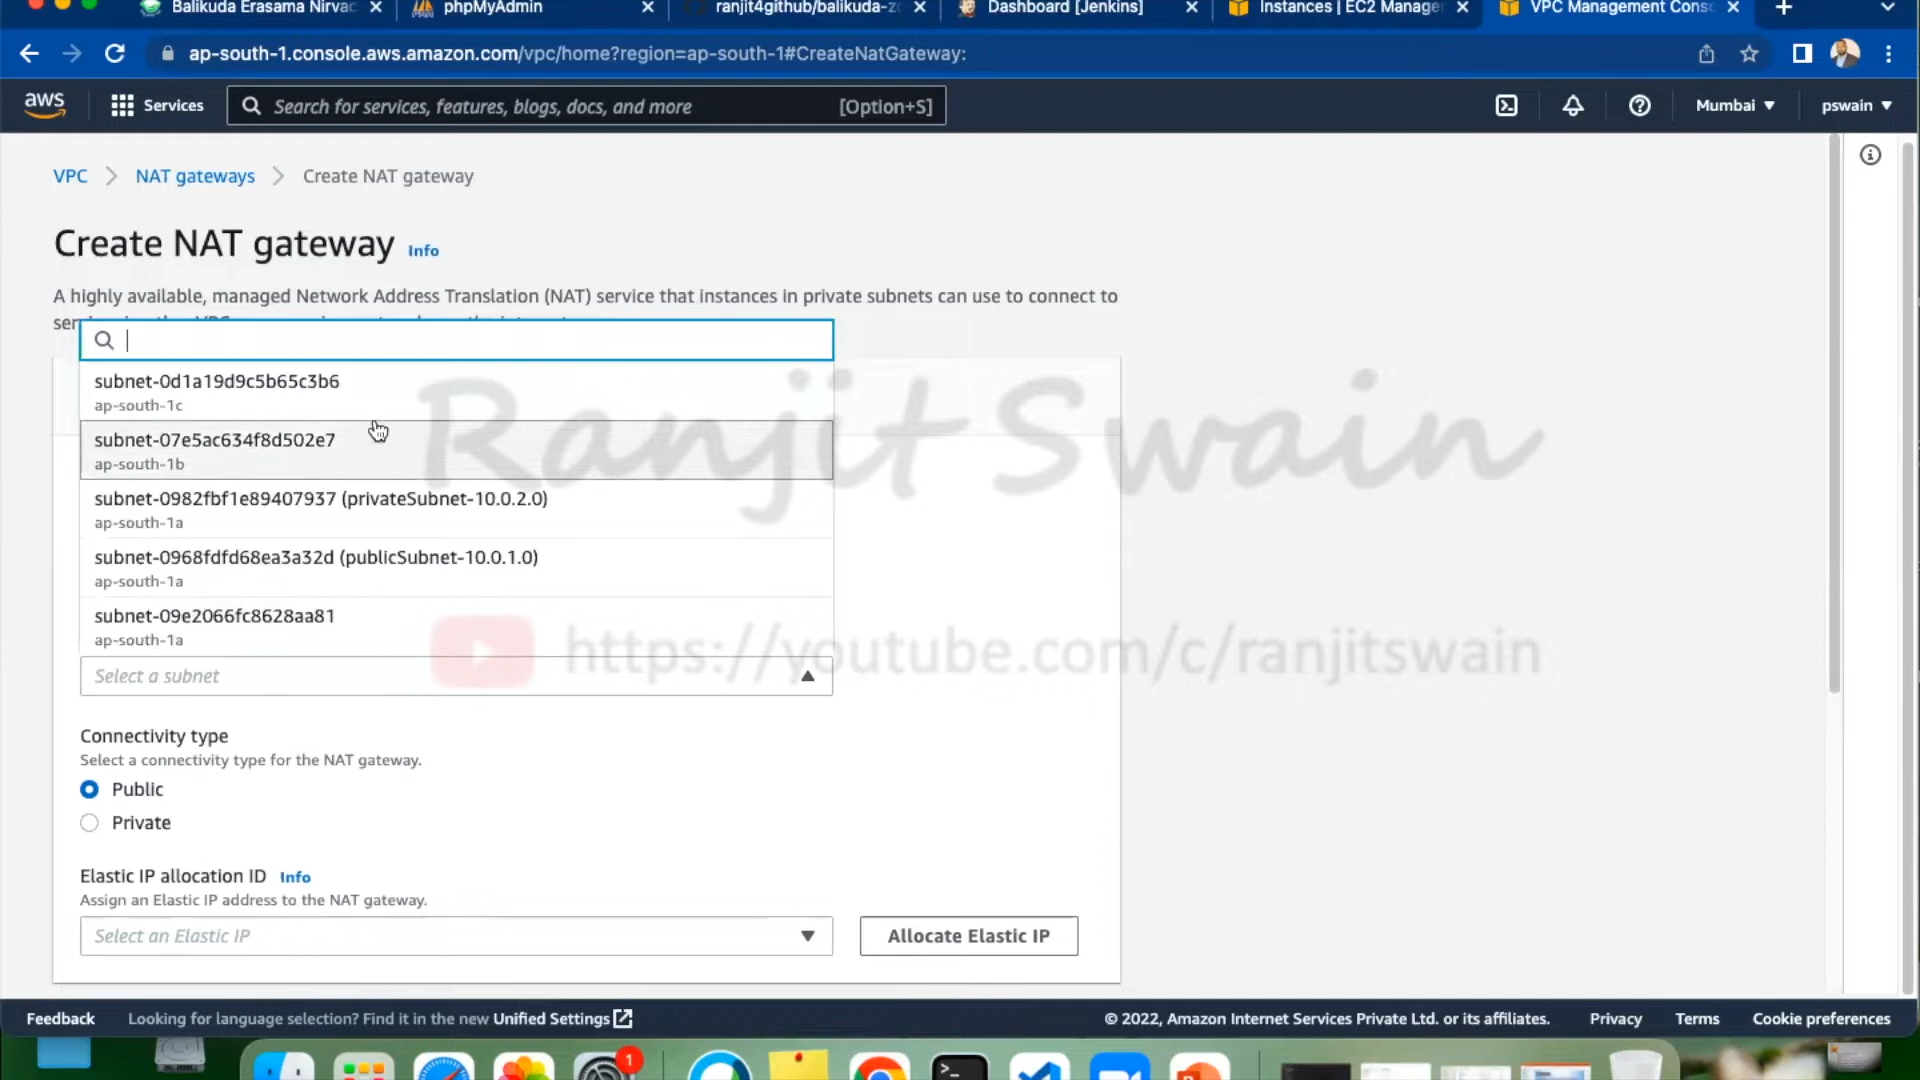 Balikuda Erasama Nirvac
phpMyAdmin
ranjit4github/balikuda-z
Dashboard [Jenkins]
Instances | EC2 Manage
VPC Management Cons
ap-south-1.console.aws.amazon.com/vpc/home?region=ap-south-1#CreateNatGateway:
aws
Services
Search for services, features, blogs, docs, and more
[Option+S]
Mumbai
pswain
VPC
NAT gateways
Create NAT gateway
Create NAT gateway
Info
A highly available, managed Network Address Translation (NAT) service that instances in private subnets can use to connect to
subnet-0d1a19d9c5b65c3b6
ap-south-1c
subnet-07e5ac634f8d502e7
ap-south-1b
Ranjit Swain
subnet-0982fbf1e89407937 (privateSubnet-10.0.2.0)
ap-south-1a
subnet-0968fdfd68ea3a32d (publicSubnet-10.0.1.0)
ap-south-1a
subnet-09e2066fc8628aa81
ap-south-1a
https://youtube.com/c/ranjitswain
Select a subnet
Connectivity type
Select a connectivity type for the NAT gateway.
Public
Private
Elastic IP allocation ID
Info
Assign an Elastic IP address to the NAT gateway.
Select an Elastic IP
Allocate Elastic IP
Feedback
Looking for language selection? Find it in the new Unified Settings
© 2022, Amazon Internet Services Private Ltd. or its affiliates.
Privacy
Terms
Cookie preferences
1